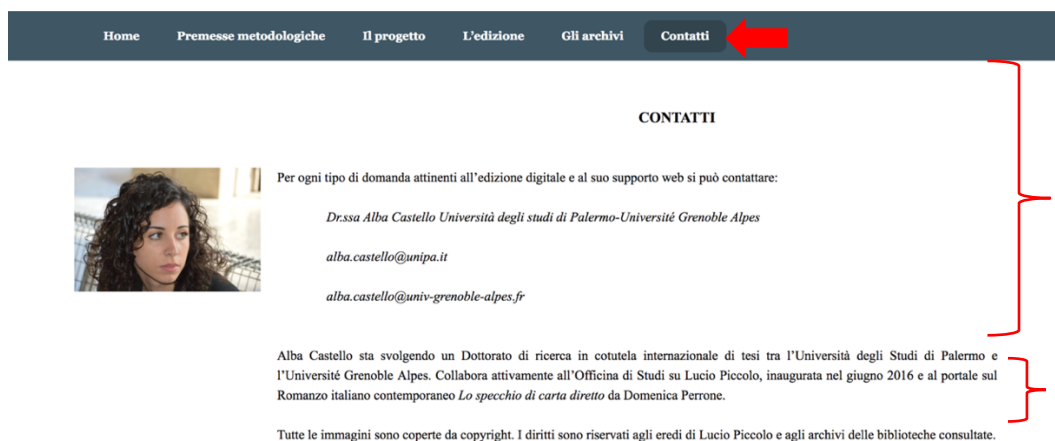 Home Premesse metodologiche Il progetto L'edizione Gli archivi Contatti
CONTATTI
Per ogni tipo di domanda attinenti all'edizione digitale e al suo supporto web si può contattare:
Dr.ssa Alba Castello Università degli studi di Palermo-Université Grenoble Alpes
alba.castello@unipa.it
alba.castello@univ-grenoble-alpes.fr
Alba Castello sta svolgendo un Dottorato di ricerca in cotutela internazionale di tesi tra l'Università degli Studi di Palermo e
l'Université Grenoble Alpes. Collabora attivamente all'Officina di Studi su Lucio Piccolo, inaugurata nel giugno 2016 e al portale sul
Romanzo italiano contemporaneo Lo specchio di carta diretto da Domenica Perrone.
Tutte le immagini sono coperte da copyright. I diritti sono riservati agli eredi di Lucio Piccolo e agli archivi delle biblioteche consultate.